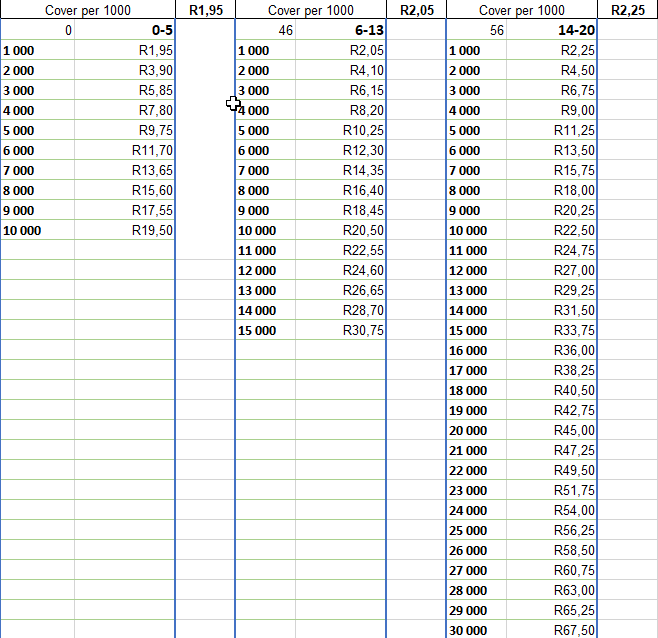 Cover per 1000 R1,95 Cover per 1000 R2,05 Cover per 1000 R2,25
0 0-5 46 6-13 56 14-20
1 000 R1,95 1 000 R2,05 1 000 R2,25
2 000 R3,90 2 000 R4,10 2 000 R4,50
3 000 R5,85 3 000 R6,15 3 000 R6,75
4 000 R7,80 4 000 R8,20 4 000 R9,00
5 000 R9,75 5 000 R10,25 5 000 R11,25
6 000 R11,70 6 000 R12,30 6 000 R13,50
7 000 R13,65 7 000 R14,35 7 000 R15,75
8 000 R15,60 8 000 R16,40 8 000 R18,00
9 000 R17,55 9 000 R18,45 9 000 R20,25
10 000 R19,50 10 000 R20,50 10 000 R22,50
11 000 R22,55 11 000 R24,75
12 000 R24,60 12 000 R27,00
13 000 R26,65 13 000 R29,25
14 000 R28,70 14 000 R31,50
15 000 R30,75 15 000 R33,75
16 000 R36,00
17 000 R38,25
18 000 R40,50
19 000 R42,75
20 000 R45,00
21 000 R47,25
22 000 R49,50
23 000 R51,75
24 000 R54,00
25 000 R56,25
26 000 R58,50
27 000 R60,75
28 000 R63,00
29 000 R65,25
30 000 R67,50